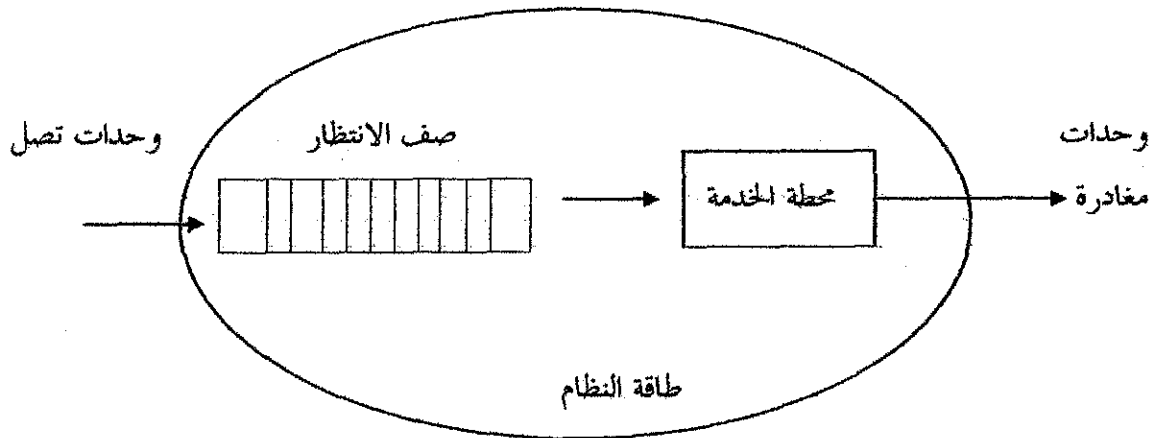 وحدات تصل
صف الانتظار
محطة الخدمة
وحدات
مغادرة
طاقة النظام